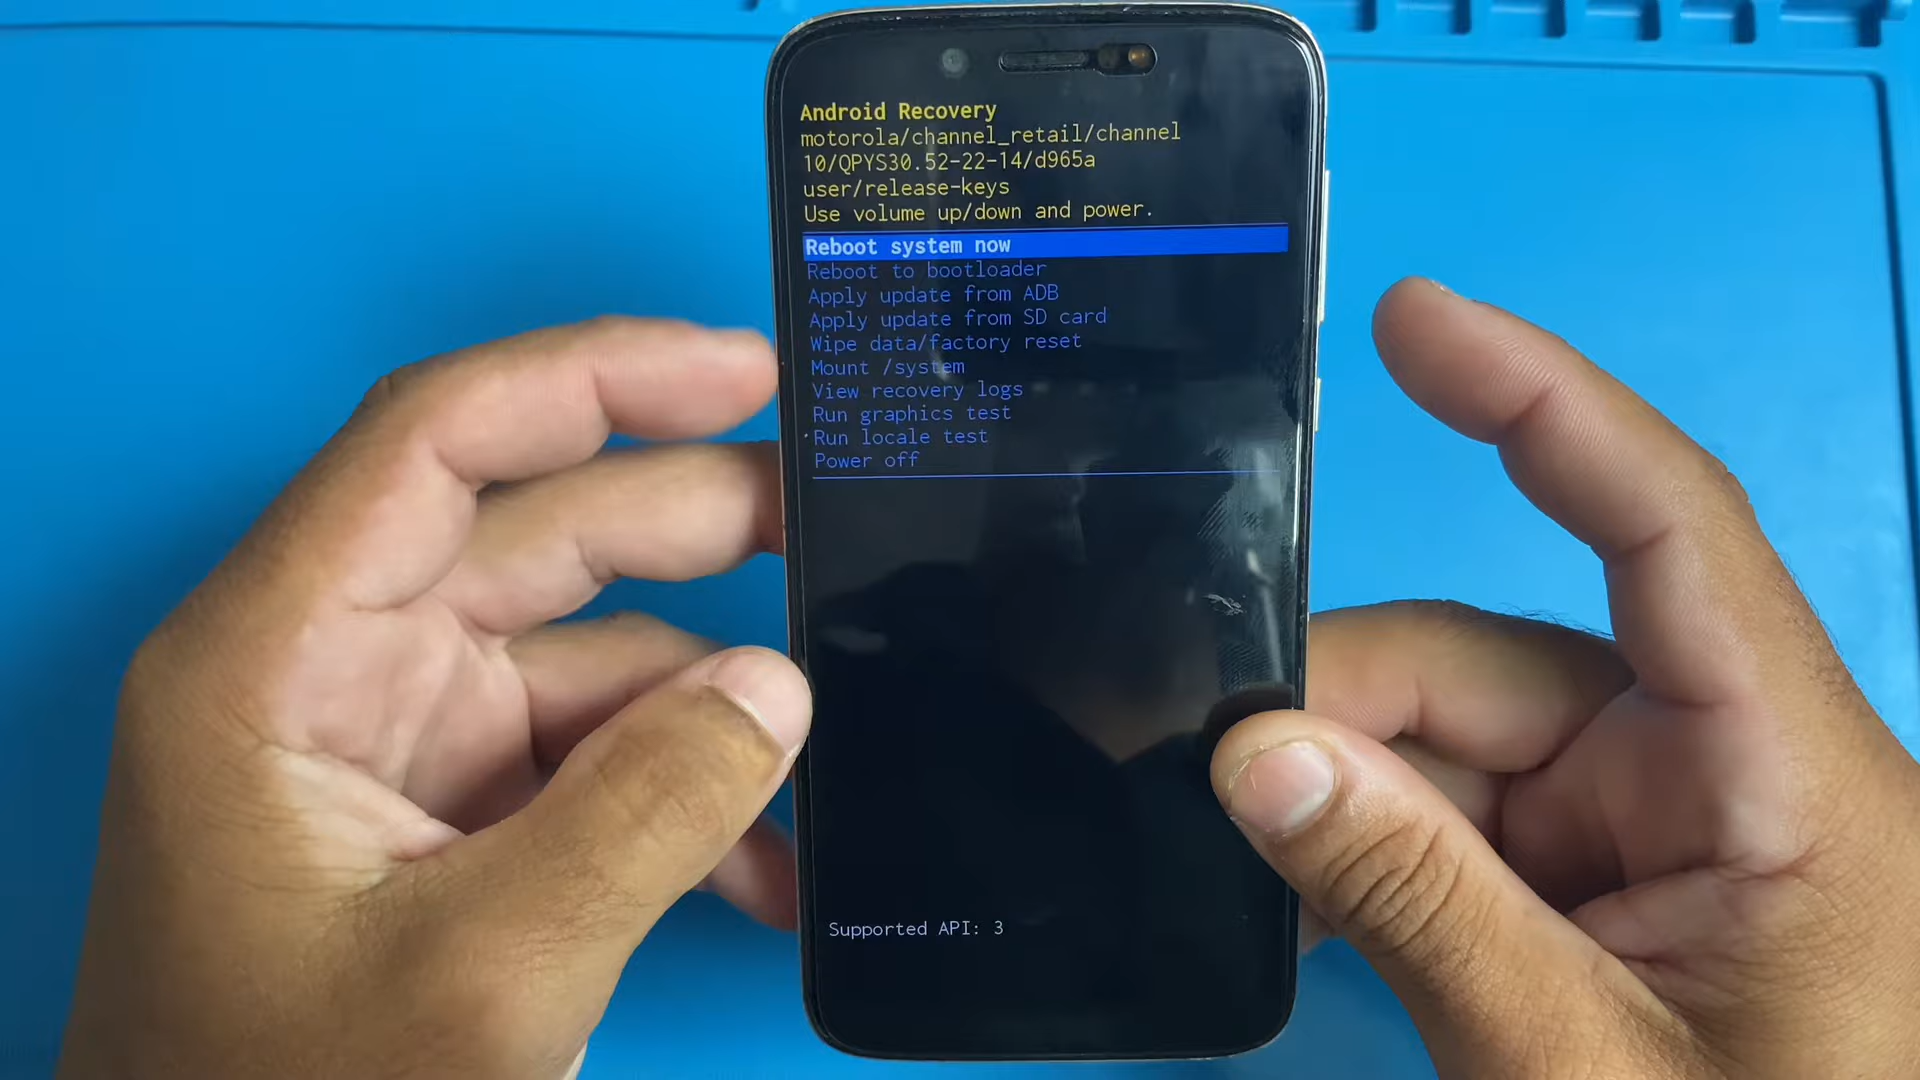 Android Recovery
motorola/channel_retail/channel
10/QPYS30.52-22-14/d965a
user/release-keys
Use volume up/down and power.
Reboot system now
Reboot to bootloader
Apply update from ADB
Apply update from SD card
Wipe data/factory reset
Mount /system
View recovery logs
Run graphics test
Run locale test
Power off
Supported API: 3